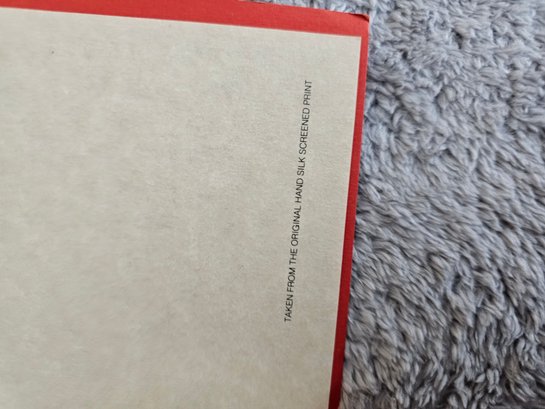 TAKEN FROM THE ORIGINAL HAND SILK SCREENED PRINT